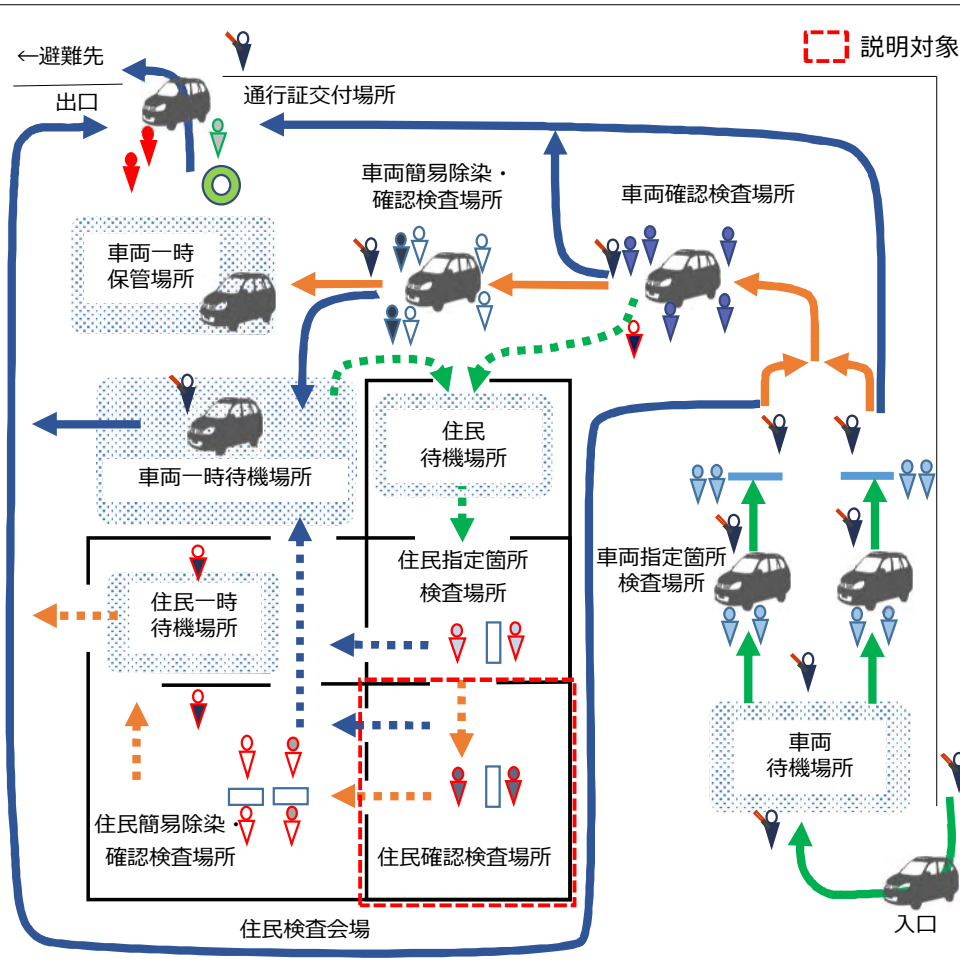 ←避難先
説明対象
出口
通行証交付場所
車両簡易除染・
確認検査場所
車両確認検査場所
車両一時
保管場所
住民
待機場所
車両一時待機場所
住民指定箇所
検査場所
車両指定箇所
検査場所
住民一時
待機場所
車両
待機場所
住民簡易除染・
確認検査場所
住民確認検査場所
住民検査会場
入口